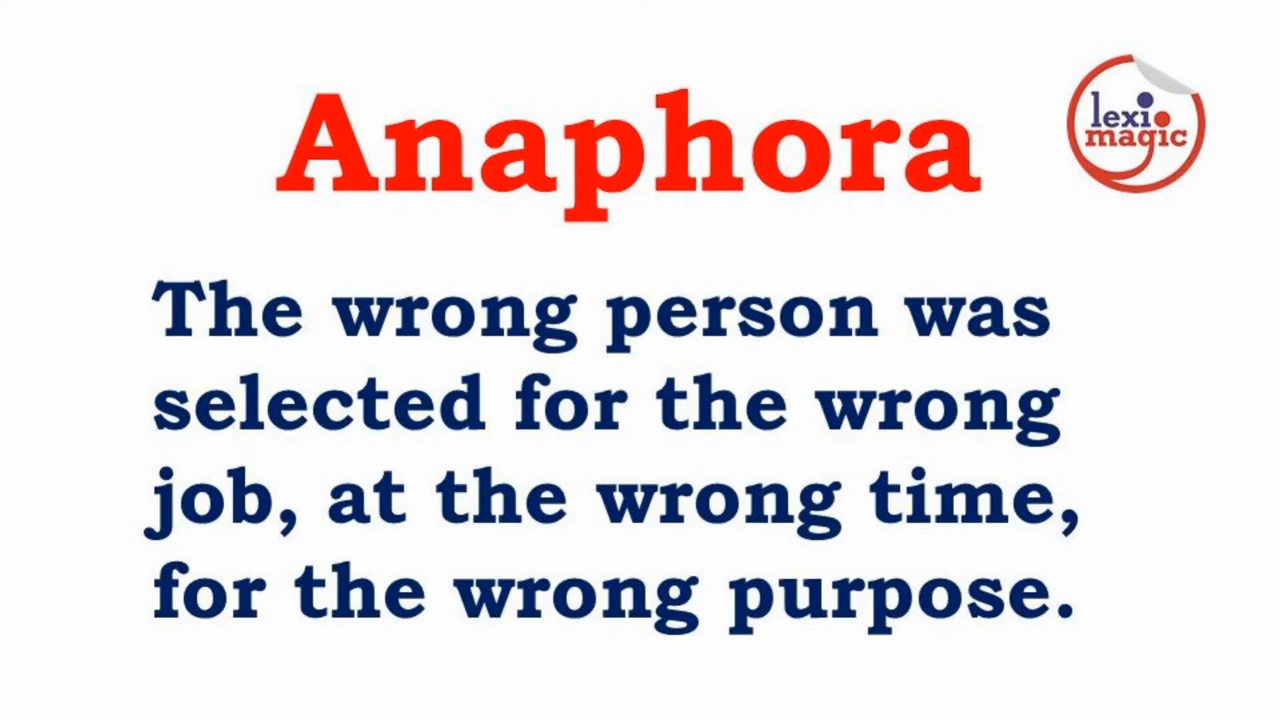 Anaphora
lexi
magic
The wrong person was
selected for the wrong
job, at the wrong time,
for the wrong purpose.